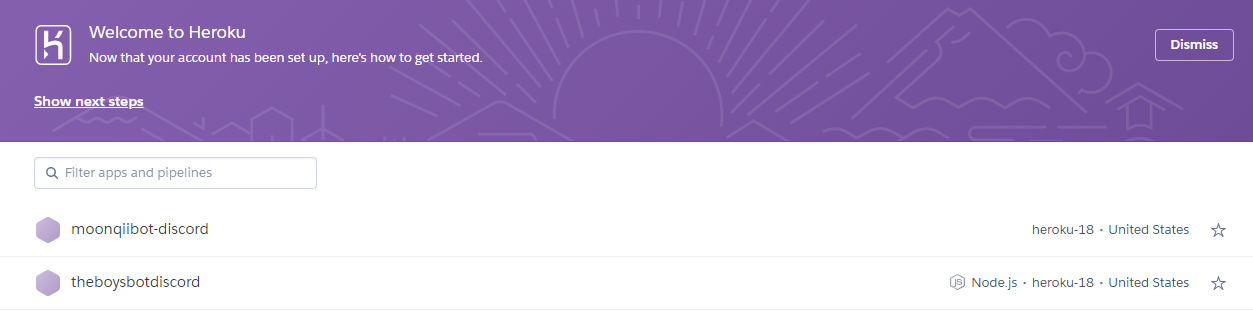 Welcome to Heroku
Now that your account has been set up, here's how to get started.
Dismiss
Show next steps
Filter apps and pipelines
moonqiibot-discord
heroku-18 · United States
theboysbotdiscord
JS Node.js · heroku-18 · United States